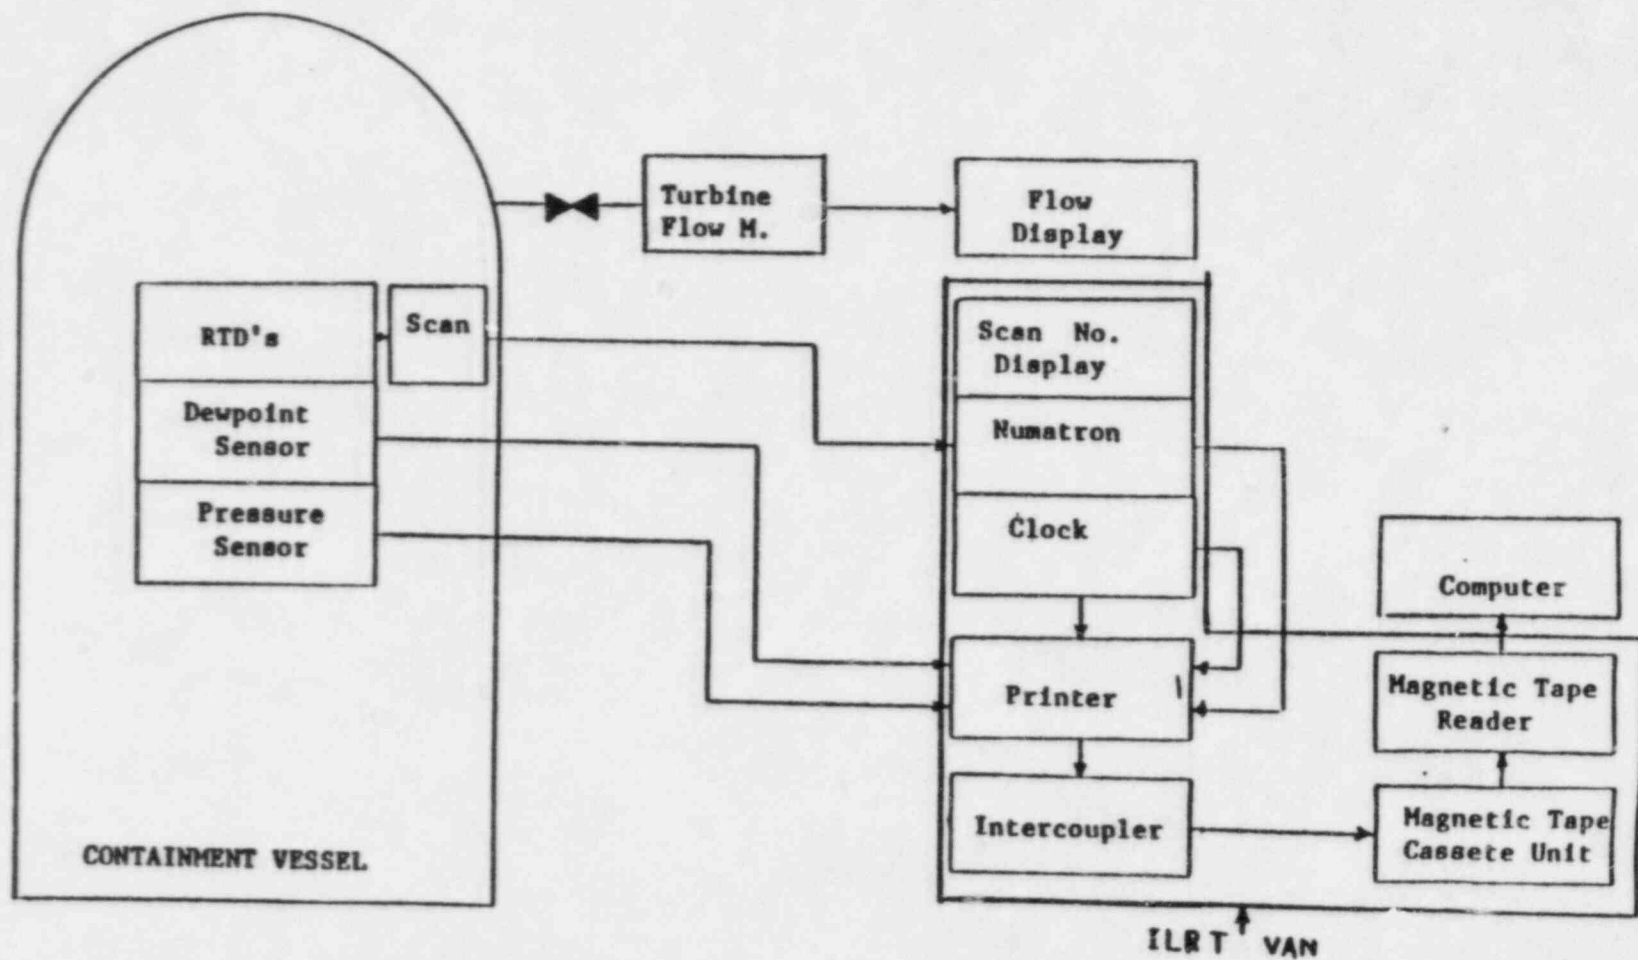 Turbine
Flow M.
Flow
Display
RTD's
Scan
Scan No.
Display
Dewpoint
Sensor
Numatron
Pressure
Sensor
Clock
Computer
Printer
Magnetic Tape
Reader
Intercoupler
Magnetic Tape
Cassete Unit
CONTAINMENT VESSEL
ILRT VAN